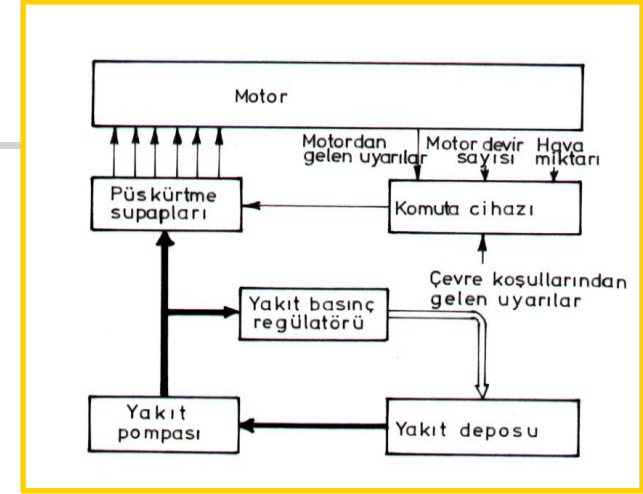 Motor
Motordan
gelen uyarılar
Motor devir
sayısı
Hava
miktarı
Püskürtme
supapları
Komuta cihazı
Çevre koşullarından
gelen uyarılar
Yakıt basınç
regülatörü
Yakıt
pompası
Yakıt deposu